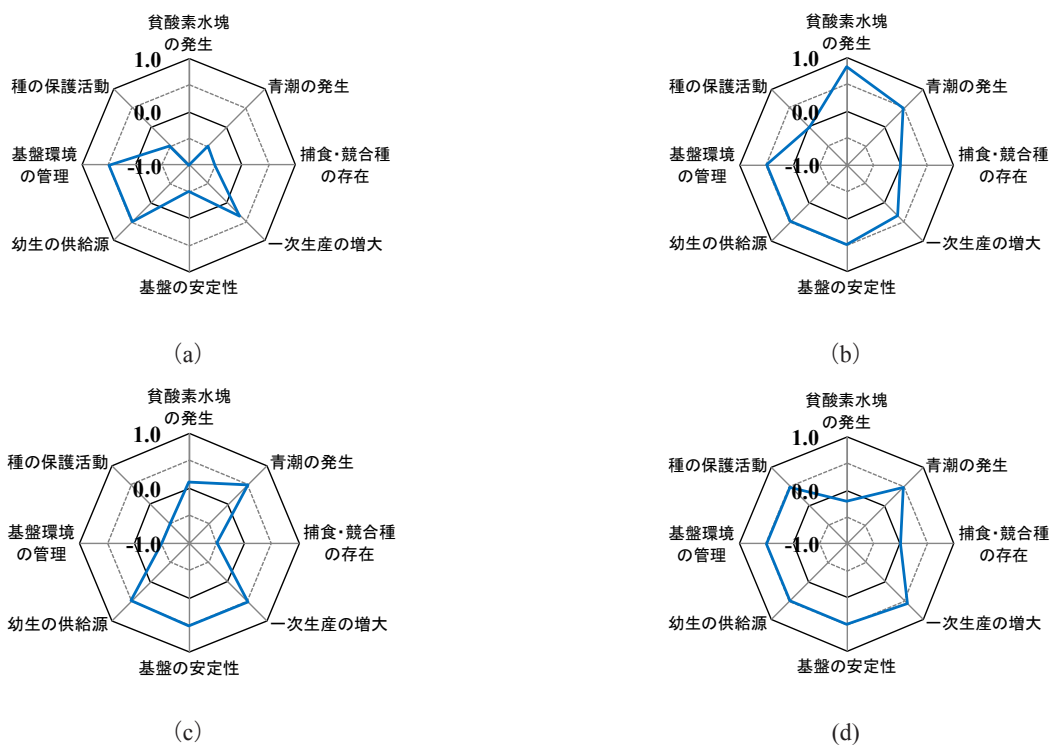 貧酸素水塊
の発生
1.0
種の保護活動
青潮の発生
0.0
基盤環境
の管理
-1.0
捕食・競合種
の存在
幼生の供給源
一次生産の増大
基盤の安定性
(a)
貧酸素水塊
の発生
1.0
種の保護活動
青潮の発生
0.0
基盤環境
の管理
-1.0
捕食・競合種
の存在
幼生の供給源
一次生産の増大
基盤の安定性
(b)
貧酸素水塊
の発生
1.0
種の保護活動
青潮の発生
0.0
基盤環境
の管理
-1.0
捕食・競合種
の存在
幼生の供給源
一次生産の増大
基盤の安定性
(c)
貧酸素水塊
の発生
1.0
種の保護活動
青潮の発生
0.0
基盤環境
の管理
-1.0
捕食・競合種
の存在
幼生の供給源
一次生産の増大
基盤の安定性
(d)